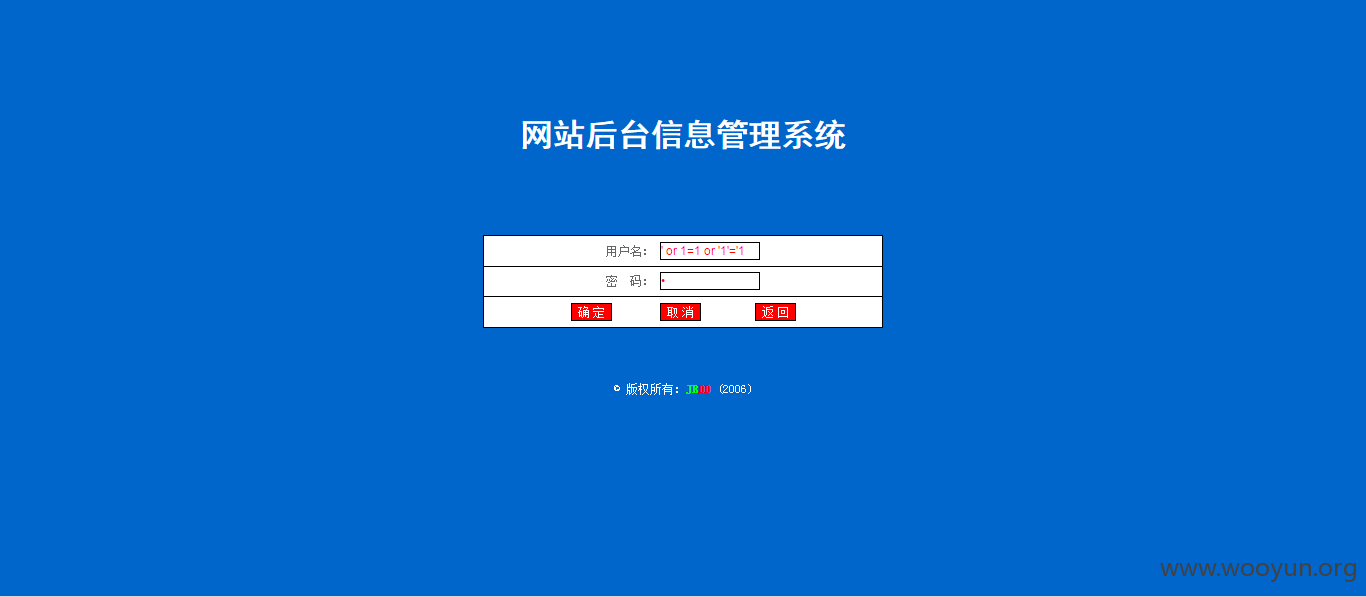 网站后台信息管理系统
用户名： ' or 1=1 or '1'='1
密 码： •
确定 取消 返回
© 版权所有：JB00 (2006)
www.wooyun.org